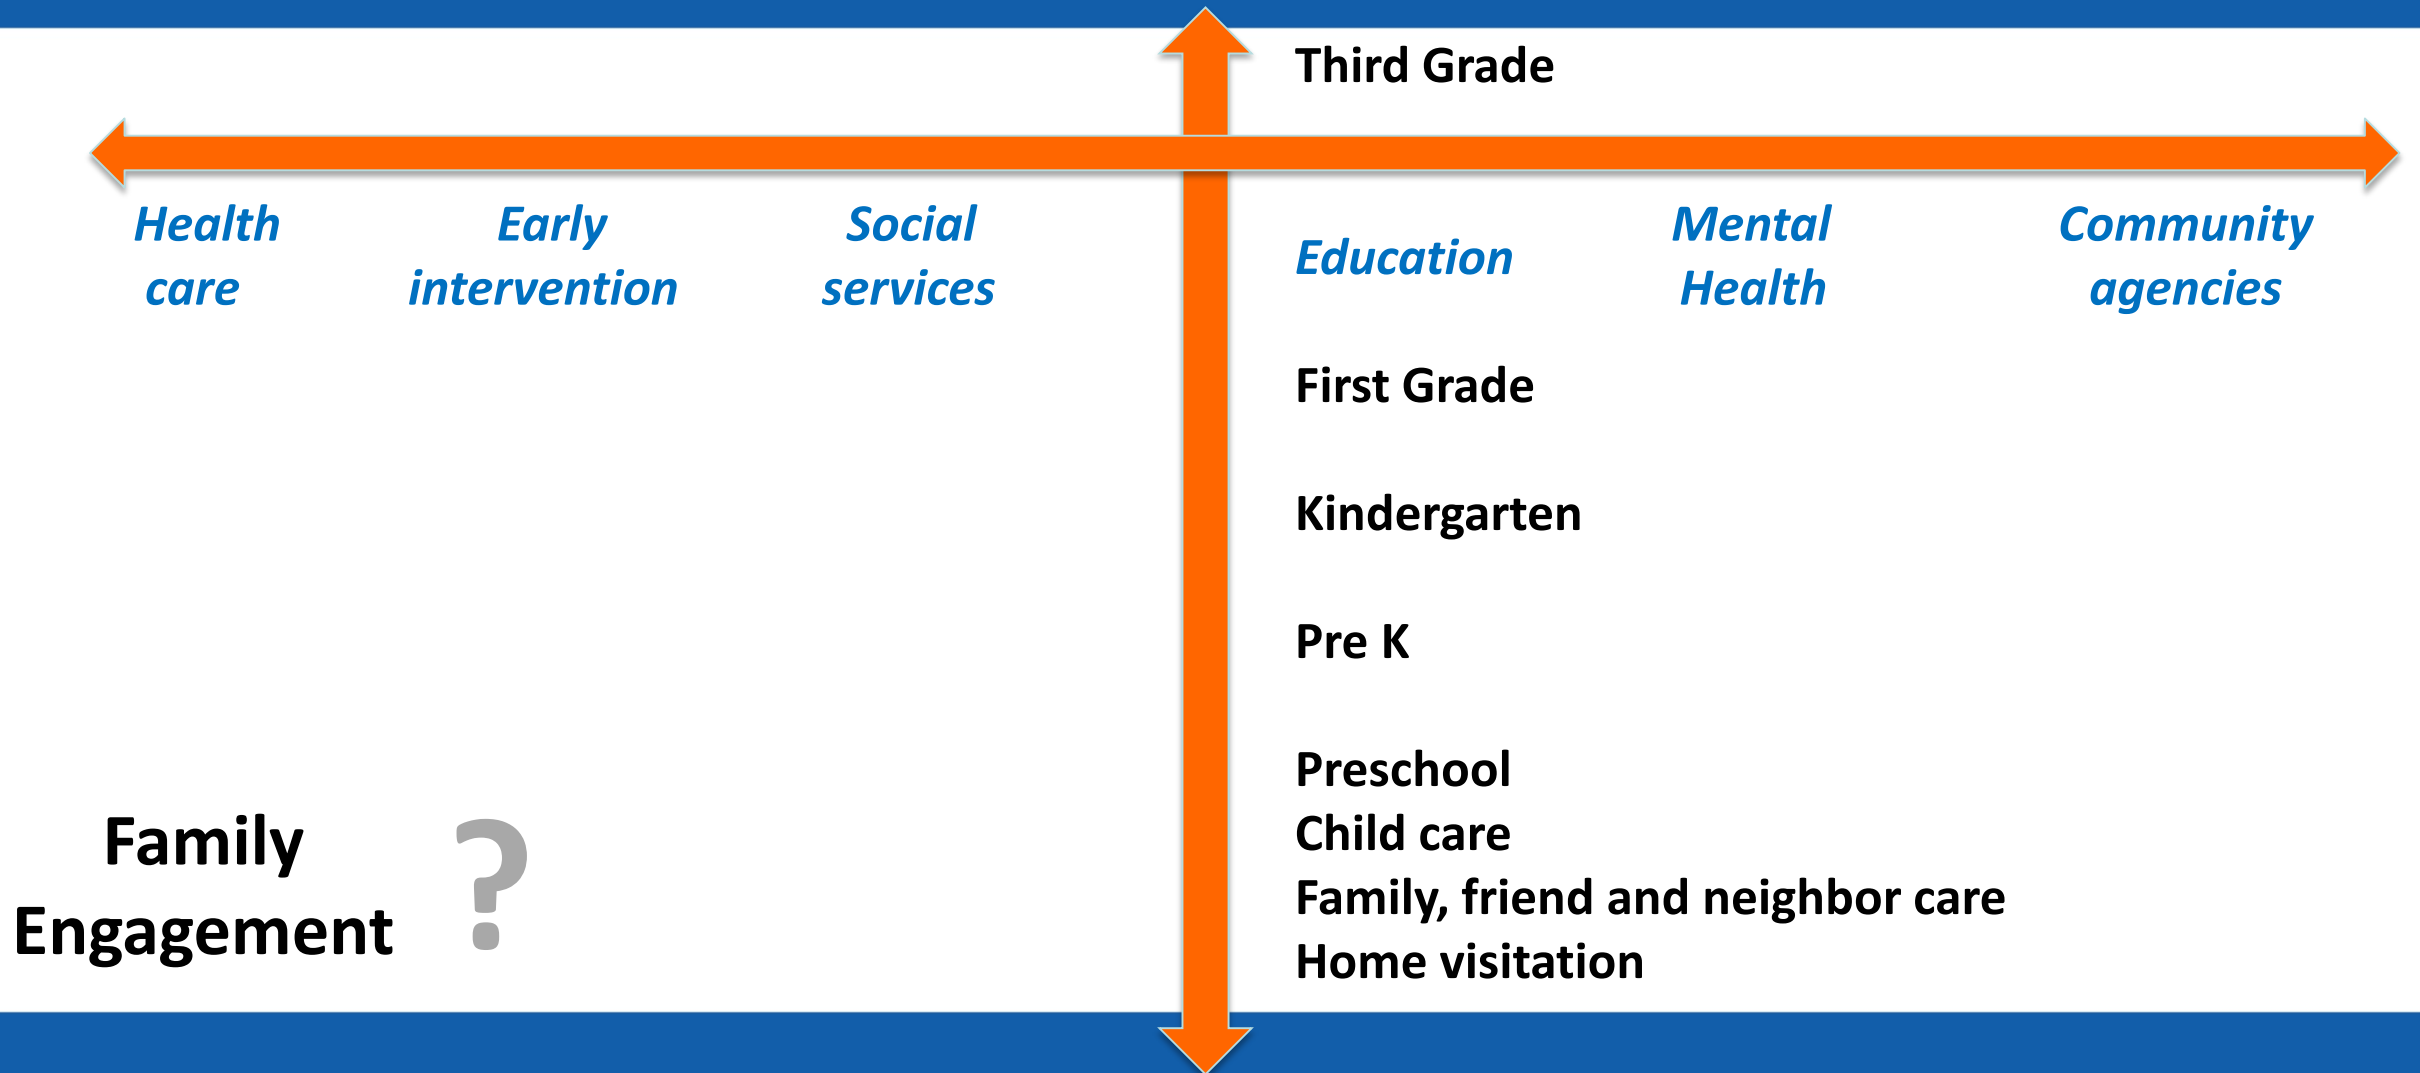 Third Grade
Health care
Early intervention
Social services
Education
Mental Health
Community agencies
First Grade
Kindergarten
Pre K
Preschool
Child care
Family, friend and neighbor care
Home visitation
Family
Engagement
?